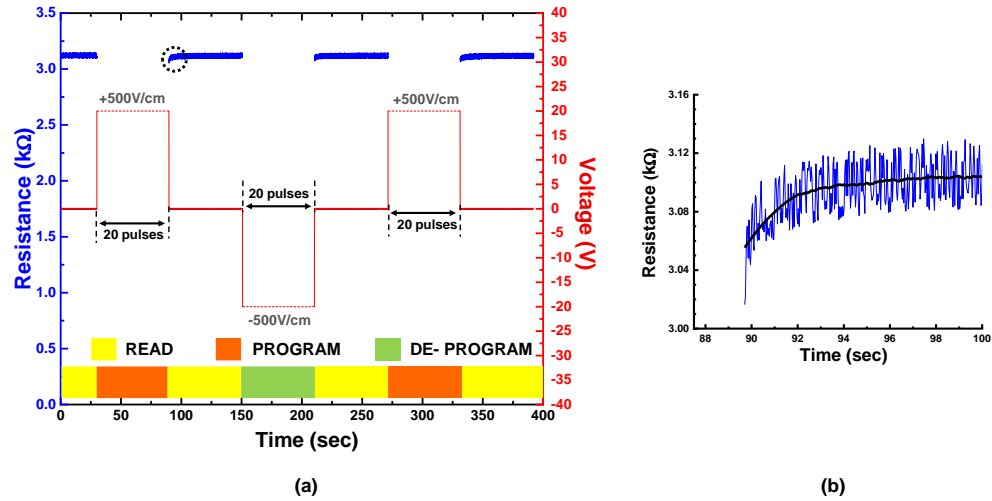 3.5
3.0
2.5
2.0
1.5
1.0
0.5
0.0
Resistance (kΩ)
+500V/cm
+500V/cm
20 pulses
20 pulses
20 pulses
-500V/cm
READ
PROGRAM
DE- PROGRAM
0 50 100 150 200 250 300 350 400
Time (sec)
40
35
30
25
20
15
10
5
0
-5
-10
-15
-20
-25
-30
-35
-40
Voltage (V)
(a)
3.16
3.12
3.08
3.04
3.00
Resistance (kΩ)
88 90 92 94 96 98 100
Time (sec)
(b)